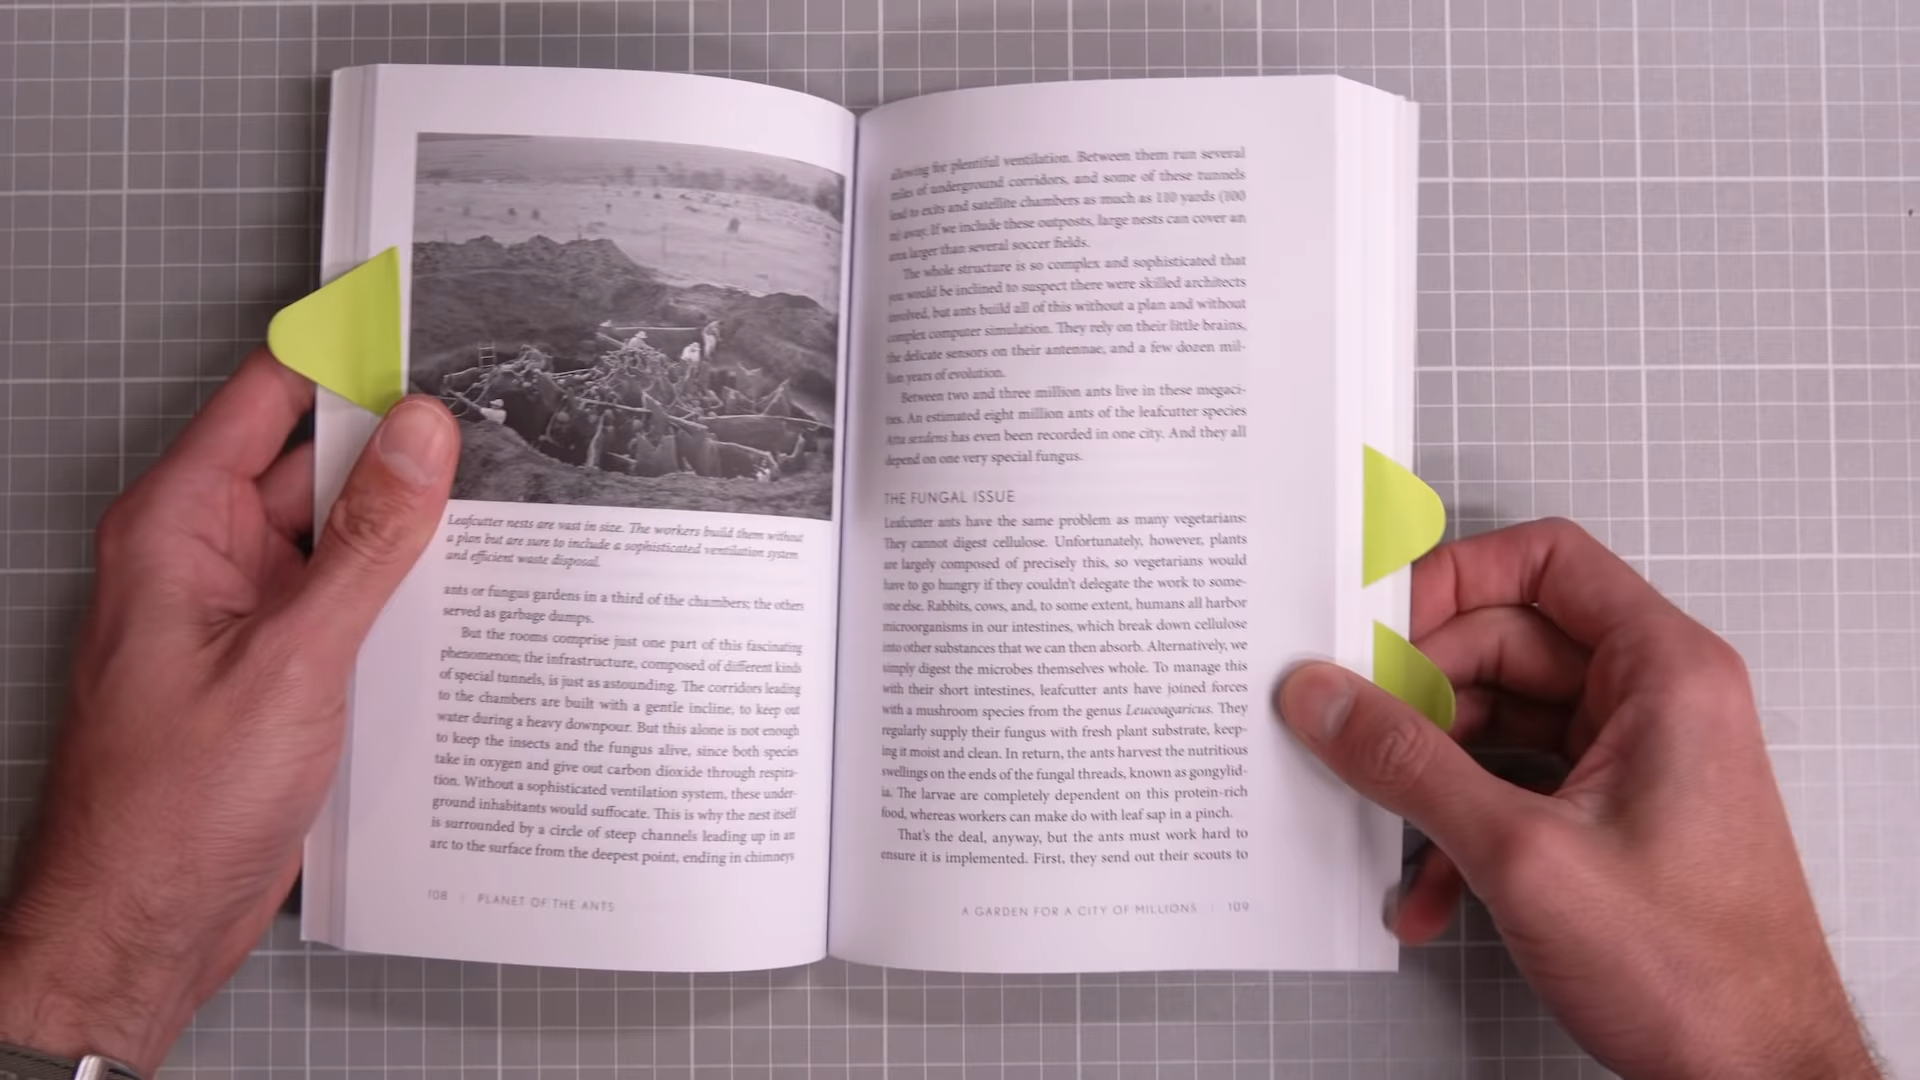 Leafcutter nests are vast in size. The workers build them without
a plan but are sure to include a sophisticated ventilation system
and efficient waste disposal.
ants or fungus gardens in a third of the chambers; the others
served as garbage dumps.
But the rooms comprise just one part of this fascinating
phenomenon; the infrastructure, composed of different kinds
of special tunnels, is just as astounding. The corridors leading
to the chambers are built with a gentle incline, to keep out
water during a heavy downpour. But this alone is not enough
to keep the insects and the fungus alive, since both species
take in oxygen and give out carbon dioxide through respira-
tion. Without a sophisticated ventilation system, these under-
ground inhabitants would suffocate. This is why the nest itself
is surrounded by a circle of steep channels leading up in an
arc to the surface from the deepest point, ending in chimneys
108 | PLANET OF THE ANTS
allowing for plentiful ventilation. Between them run several
miles of underground corridors, and some of these tunnels
lead to exits and satellite chambers as much as 110 yards (100
m) away. If we include these outposts, large nests can cover an
area larger than several soccer fields.
The whole structure is so complex and sophisticated that
you would be inclined to suspect there were skilled architects
involved, but ants build all of this without a plan and without
complex computer simulation. They rely on their little brains,
the delicate sensors on their antennae, and a few dozen mil-
lion years of evolution.
Between two and three million ants live in these megaci-
ties. An estimated eight million ants of the leafcutter species
Atta sexdens has even been recorded in one city. And they all
depend on one very special fungus.
THE FUNGAL ISSUE
Leafcutter ants have the same problem as many vegetarians:
They cannot digest cellulose. Unfortunately, however, plants
are largely composed of precisely this, so vegetarians would
have to go hungry if they couldn't delegate the work to some-
one else. Rabbits, cows, and, to some extent, humans all harbor
microorganisms in our intestines, which break down cellulose
into other substances that we can then absorb. Alternatively, we
simply digest the microbes themselves whole. To manage this
with their short intestines, leafcutter ants have joined forces
with a mushroom species from the genus Leucoagaricus. They
regularly supply their fungus with fresh plant substrate, keep-
ing it moist and clean. In return, the ants harvest the nutritious
swellings on the ends of the fungal threads, known as gongylid-
ia. The larvae are completely dependent on this protein-rich
food, whereas workers can make do with leaf sap in a pinch.
That's the deal, anyway, but the ants must work hard to
ensure it is implemented. First, they send out their scouts to
A GARDEN FOR A CITY OF MILLIONS | 109